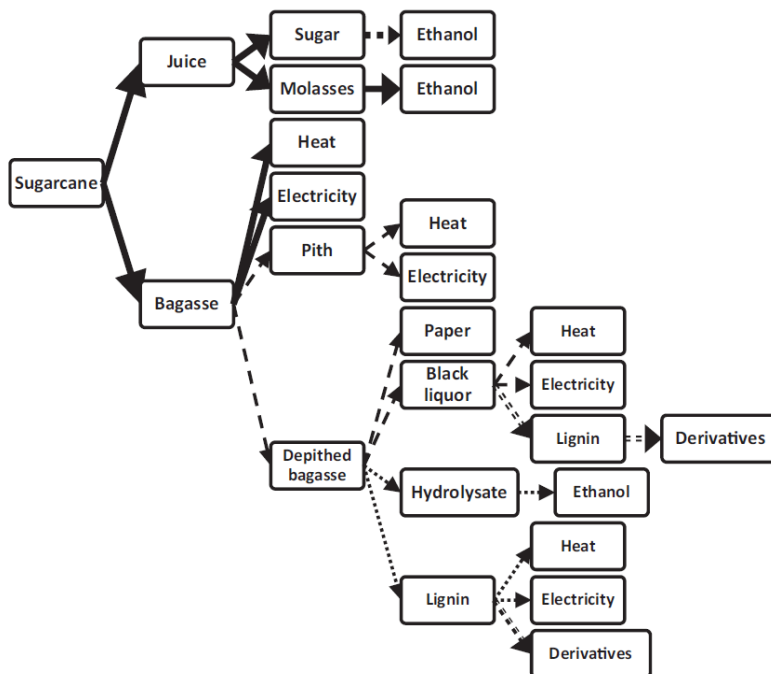 Sugar
Ethanol
Juice
Molasses
Ethanol
Heat
Sugarcane
Electricity
Heat
Pith
Electricity
Bagasse
Paper
Heat
Black
liquor
Electricity
Lignin
Derivatives
Depithed
bagasse
Hydrolysate
Ethanol
Heat
Lignin
Electricity
Derivatives